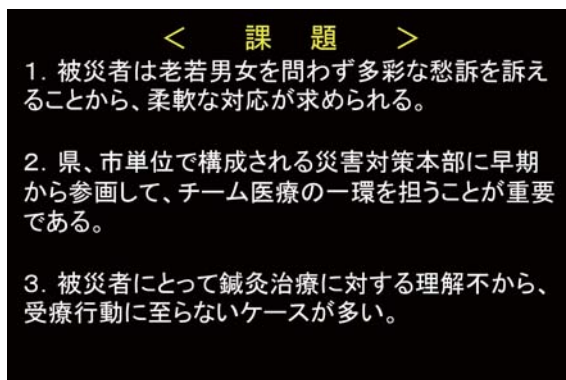 ＜　課　題　＞
１．被災者は老若男女を問わず多彩な愁訴を訴え
ることから、柔軟な対応が求められる。
２．県、市単位で構成される災害対策本部に早期
から参画して、チーム医療の一環を担うことが重要
である。
３．被災者にとって鍼灸治療に対する理解不から、
受療行動に至らないケースが多い。